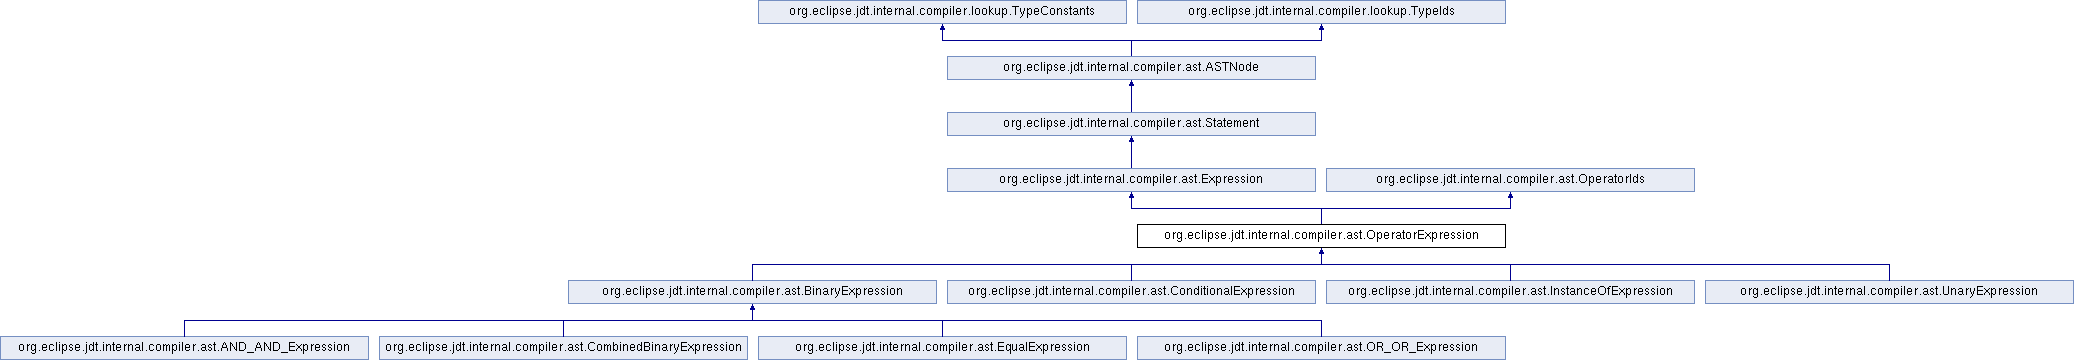 org.eclipse.jdt.internal.compiler.lookup.TypeConstants
org.eclipse.jdt.internal.compiler.lookup.TypeIds
org.eclipse.jdt.internal.compiler.ast.ASTNode
org.eclipse.jdt.internal.compiler.ast.Statement
org.eclipse.jdt.internal.compiler.ast.Expression
org.eclipse.jdt.internal.compiler.ast.OperatorIds
org.eclipse.jdt.internal.compiler.ast.OperatorExpression
org.eclipse.jdt.internal.compiler.ast.BinaryExpression
org.eclipse.jdt.internal.compiler.ast.ConditionalExpression
org.eclipse.jdt.internal.compiler.ast.InstanceOfExpression
org.eclipse.jdt.internal.compiler.ast.UnaryExpression
org.eclipse.jdt.internal.compiler.ast.AND_AND_Expression
org.eclipse.jdt.internal.compiler.ast.CombinedBinaryExpression
org.eclipse.jdt.internal.compiler.ast.EqualExpression
org.eclipse.jdt.internal.compiler.ast.OR_OR_Expression